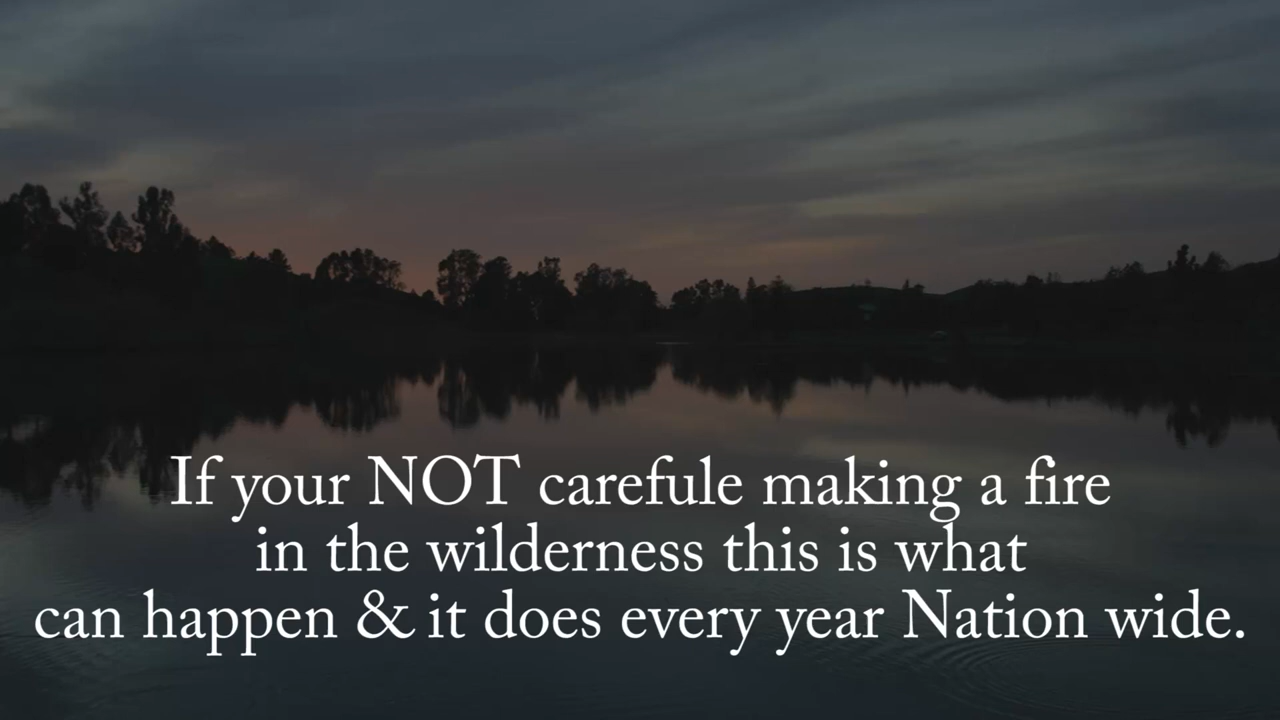 If your NOT carefule making a fire
in the wilderness this is what
can happen & it does every year Nation wide.